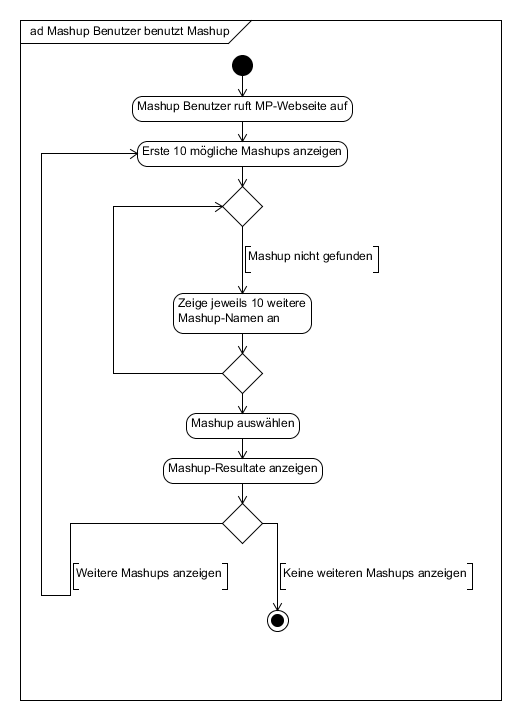 ad Mashup Benutzer benutzt Mashup
Mashup Benutzer ruft MP-Webseite auf
Erste 10 mögliche Mashups anzeigen
[Mashup nicht gefunden]
Zeige jeweils 10 weitere
Mashup-Namen an
Mashup auswählen
Mashup-Resultate anzeigen
[Weitere Mashups anzeigen]
[Keine weiteren Mashups anzeigen]